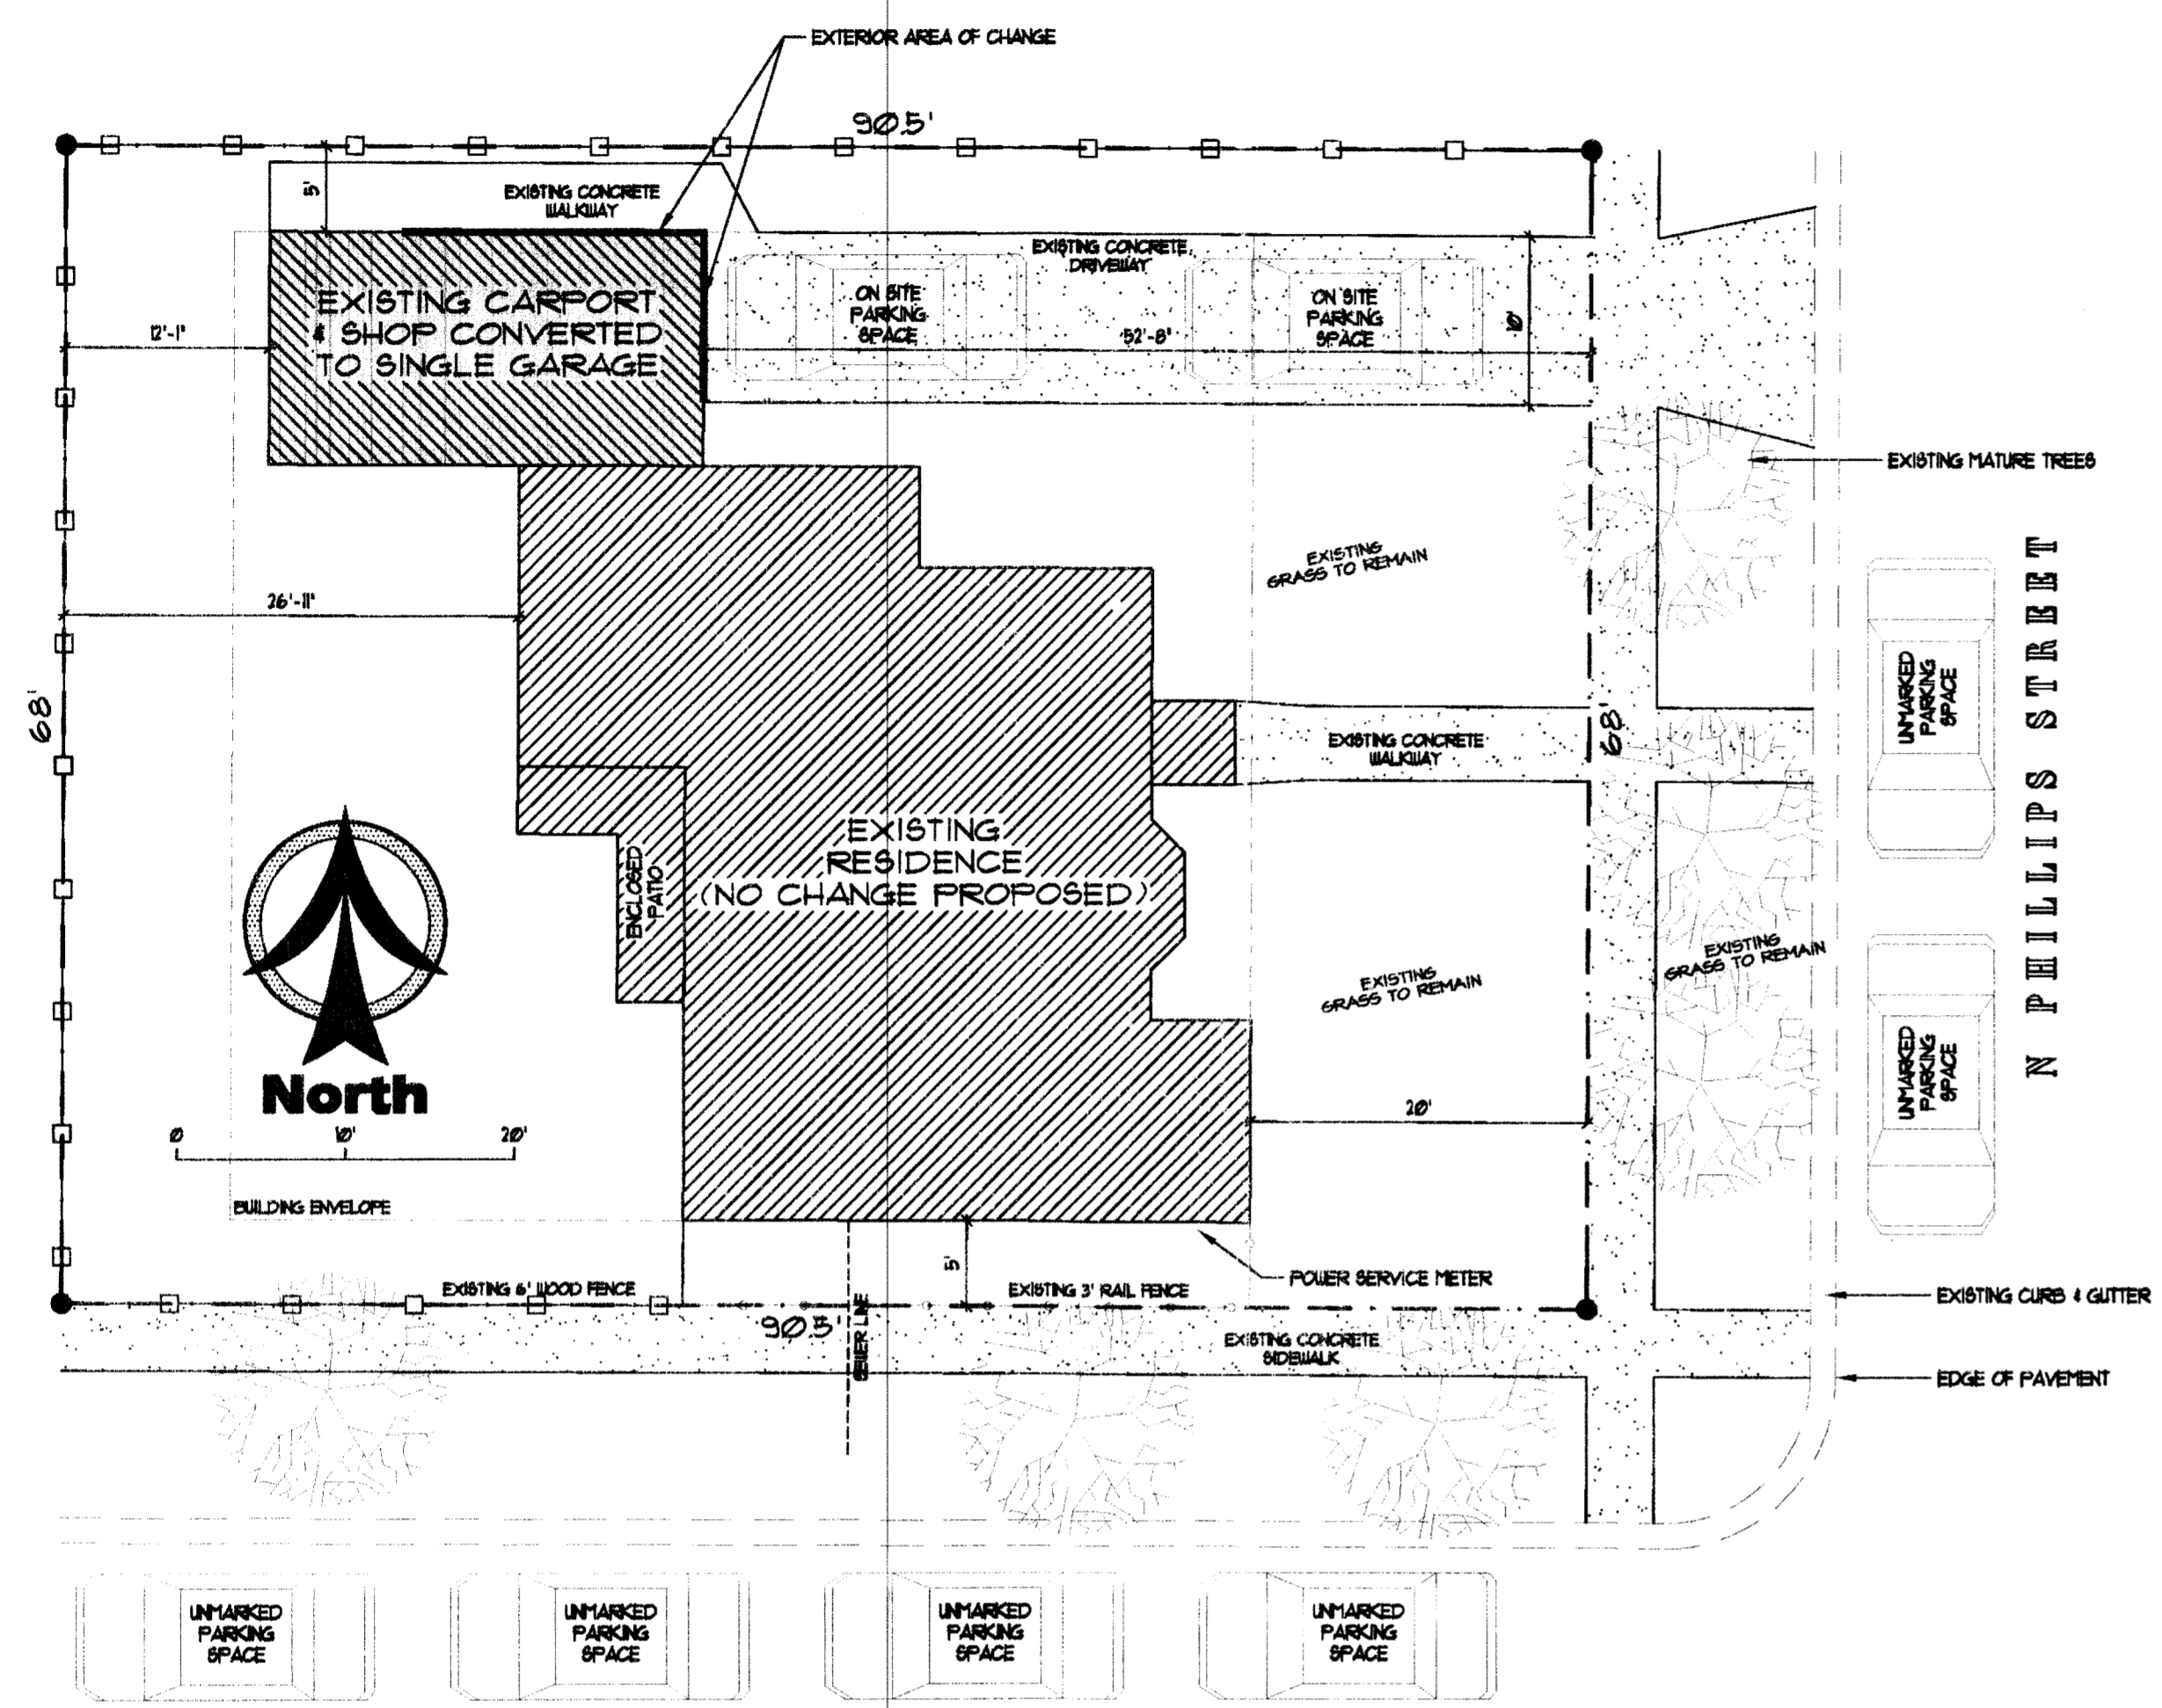 EXTERIOR AREA OF CHANGE
90.5'
5'
EXISTING CONCRETE
WALKWAY
EXISTING CONCRETE
DRIVEWAY
EXISTING CARPORT
& SHOP CONVERTED
TO SINGLE GARAGE
ON SITE
PARKING
SPACE
ON SITE
PARKING
SPACE
12'-1"
52'-8"
10'
EXISTING MATURE TREES
EXISTING
GRASS TO REMAIN
26'-11"
68'
68'
UNMARKED
PARKING
SPACE
N PHILLIPS STREET
EXISTING CONCRETE
WALKWAY
EXISTING
RESIDENCE
(NO CHANGE PROPOSED)
ENCLOSED
PATIO
EXISTING
GRASS TO REMAIN
EXISTING
GRASS TO REMAIN
UNMARKED
PARKING
SPACE
North
0 10' 20'
20'
BUILDING ENVELOPE
5'
POWER SERVICE METER
EXISTING 6' WOOD FENCE
EXISTING 3' RAIL FENCE
EXISTING CURB & GUTTER
90.5'
SEWER LINE
EXISTING CONCRETE
SIDEWALK
EDGE OF PAVEMENT
UNMARKED
PARKING
SPACE
UNMARKED
PARKING
SPACE
UNMARKED
PARKING
SPACE
UNMARKED
PARKING
SPACE